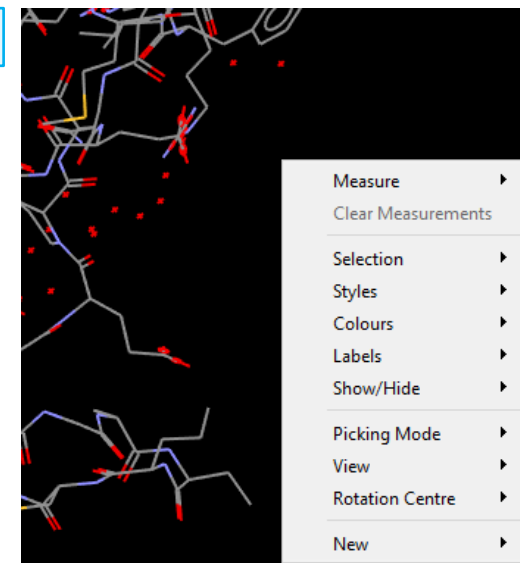 Measure
Clear Measurements
Selection
Styles
Colours
Labels
Show/Hide
Picking Mode
View
Rotation Centre
New